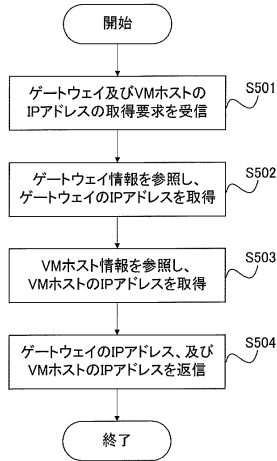 開始
S501
ゲートウェイ及びVMホストの
IPアドレスの取得要求を受信
S502
ゲートウェイ情報を参照し、
ゲートウェイのIPアドレスを取得
S503
VMホスト情報を参照し、
VMホストのIPアドレスを取得
S504
ゲートウェイのIPアドレス、及び
VMホストのIPアドレスを返信
終了